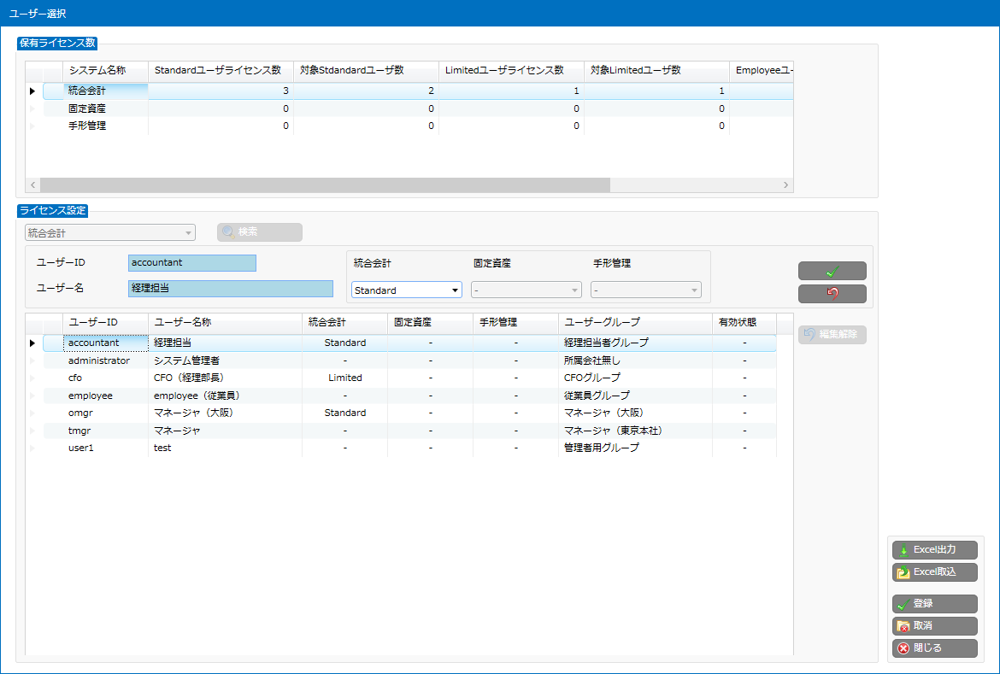 ユーザー選択
保有ライセンス数
システム名称 Standardユーザライセンス数 対象Stdandardユーザ数 Limitedユーザライセンス数 対象Limitedユーザ数 Employeeユー
統合会計 3 2 1 1
固定資産 0 0 0 0
手形管理 0 0 0 0
ライセンス設定
統合会計 検索
ユーザーID accountant 統合会計 固定資産 手形管理
ユーザー名 経理担当 Standard - -
ユーザーID ユーザー名称 統合会計 固定資産 手形管理 ユーザーグループ 有効状態
編集解除
accountant 経理担当 Standard - - 経理担当者グループ -
administrator システム管理者 - - - 所属会社無し -
cfo CFO（経理部長） Limited - - CFOグループ -
employee employee（従業員） - - - 従業員グループ -
omgr マネージャ（大阪） Standard - - マネージャ（大阪） -
tmgr マネージャ - - - マネージャ（東京本社） -
user1 test - - - 管理者用グループ -
Excel出力
Excel取込
登録
取消
閉じる